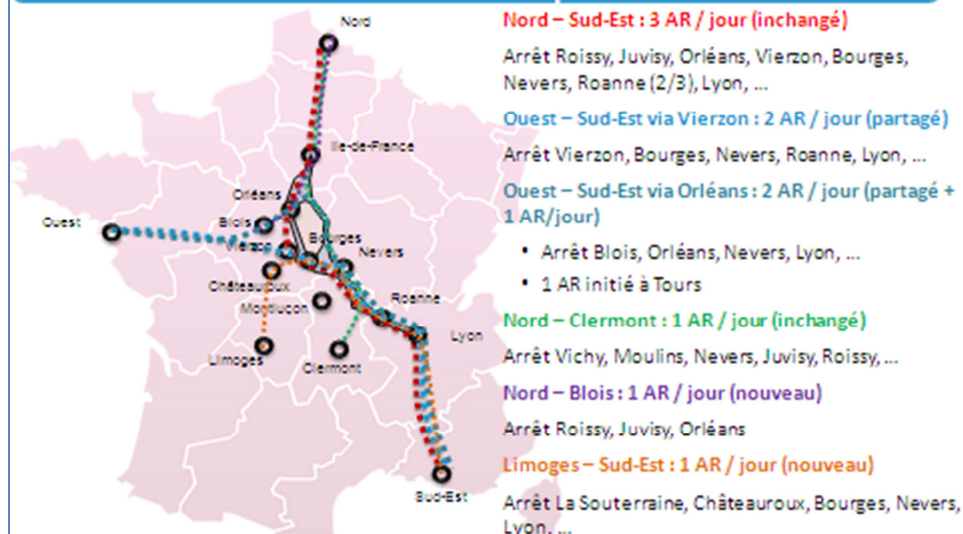 Nord
Ile-de-France
Orléans
Blois
Ouest
Vierzon
Bourges
Nevers
Châteauroux
Montluçon
Roanne
Lyon
Limoges
Clermont
Sud-Est
Nord – Sud-Est : 3 AR / jour (inchangé)
Arrêt Roissy, Juvisy, Orléans, Vierzon, Bourges,
Nevers, Roanne (2/3), Lyon, ...
Ouest – Sud-Est via Vierzon : 2 AR / jour (partagé)
Arrêt Vierzon, Bourges, Nevers, Roanne, Lyon, ...
Ouest – Sud-Est via Orléans : 2 AR / jour (partagé +
1 AR/jour)
• Arrêt Blois, Orléans, Nevers, Lyon, ...
• 1 AR initié à Tours
Nord – Clermont : 1 AR / jour (inchangé)
Arrêt Vichy, Moulins, Nevers, Juvisy, Roissy, ...
Nord – Blois : 1 AR / jour (nouveau)
Arrêt Roissy, Juvisy, Orléans
Limoges – Sud-Est : 1 AR / jour (nouveau)
Arrêt La Souterraine, Châteauroux, Bourges, Nevers,
Lyon, ...